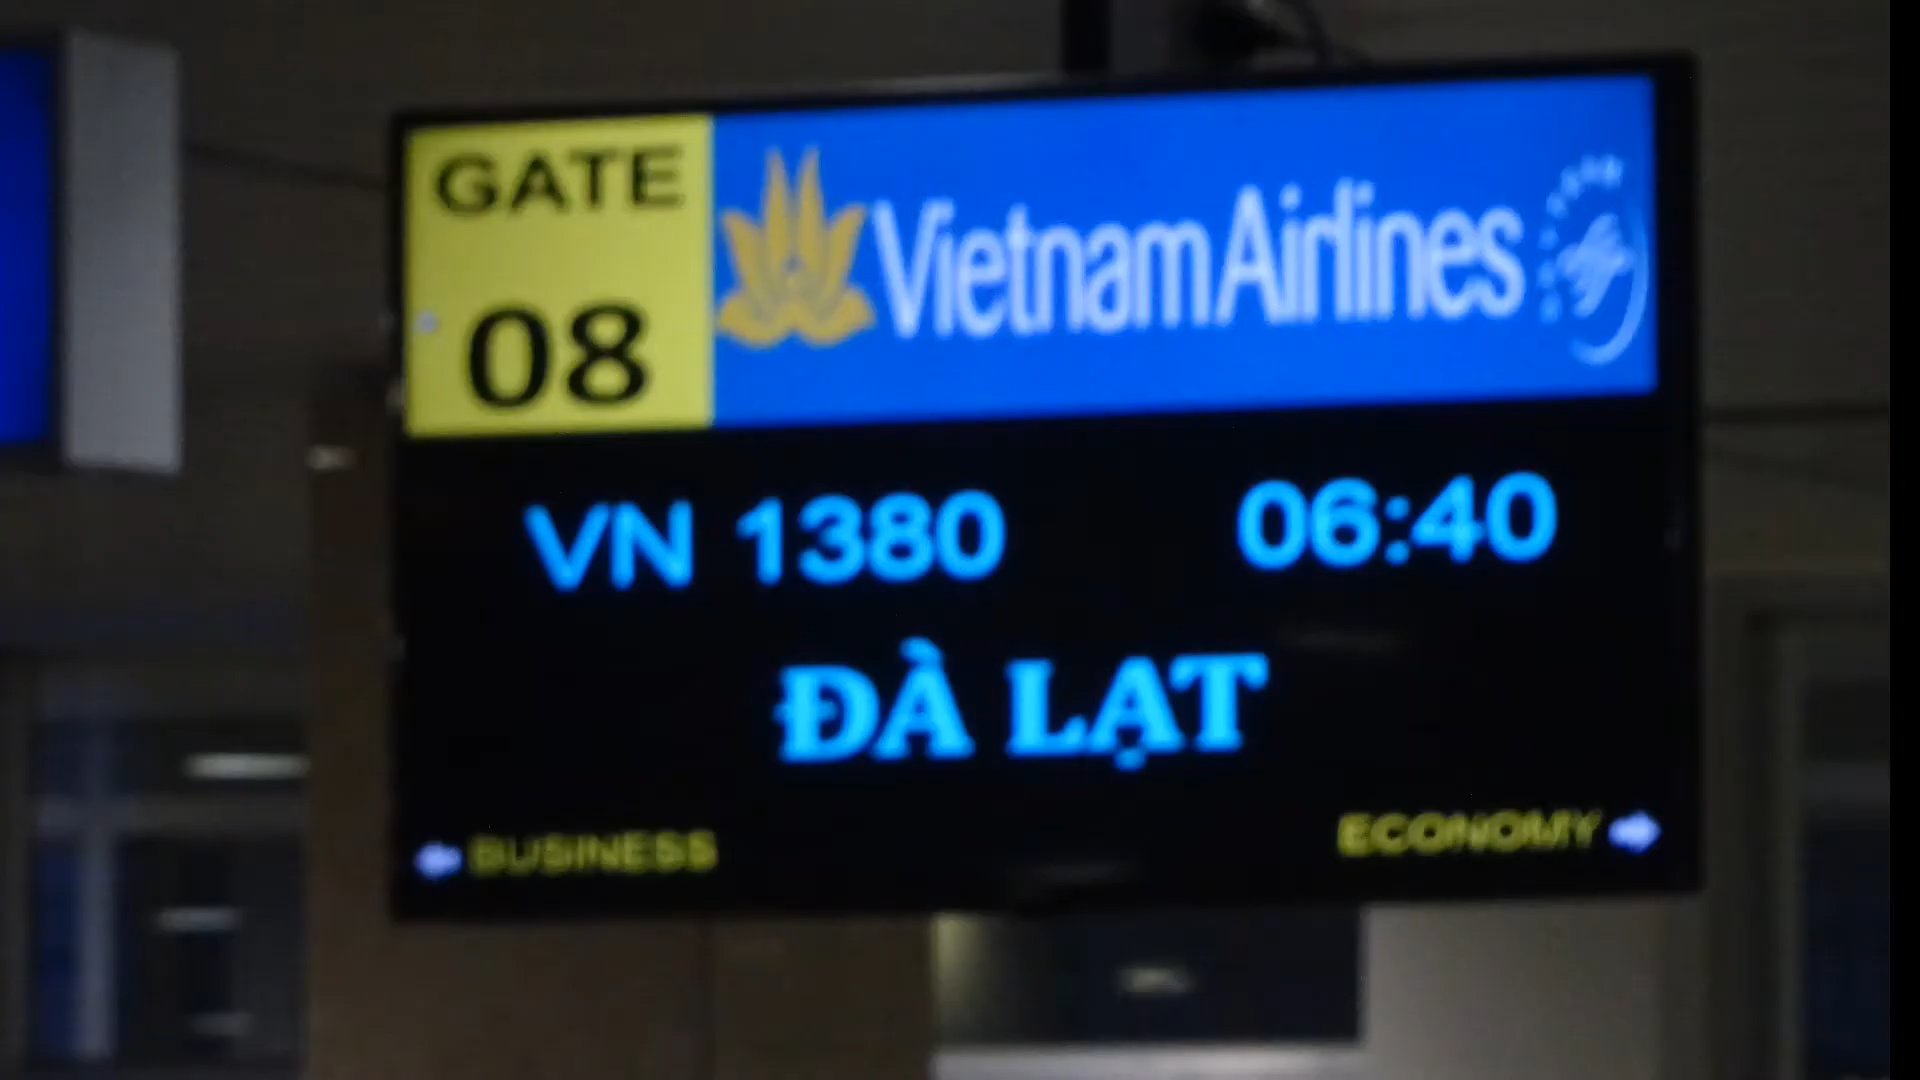 GATE
08
Vietnam Airlines
VN 1380 06:40
ĐÀ LẠT
BUSINESS
ECONOMY